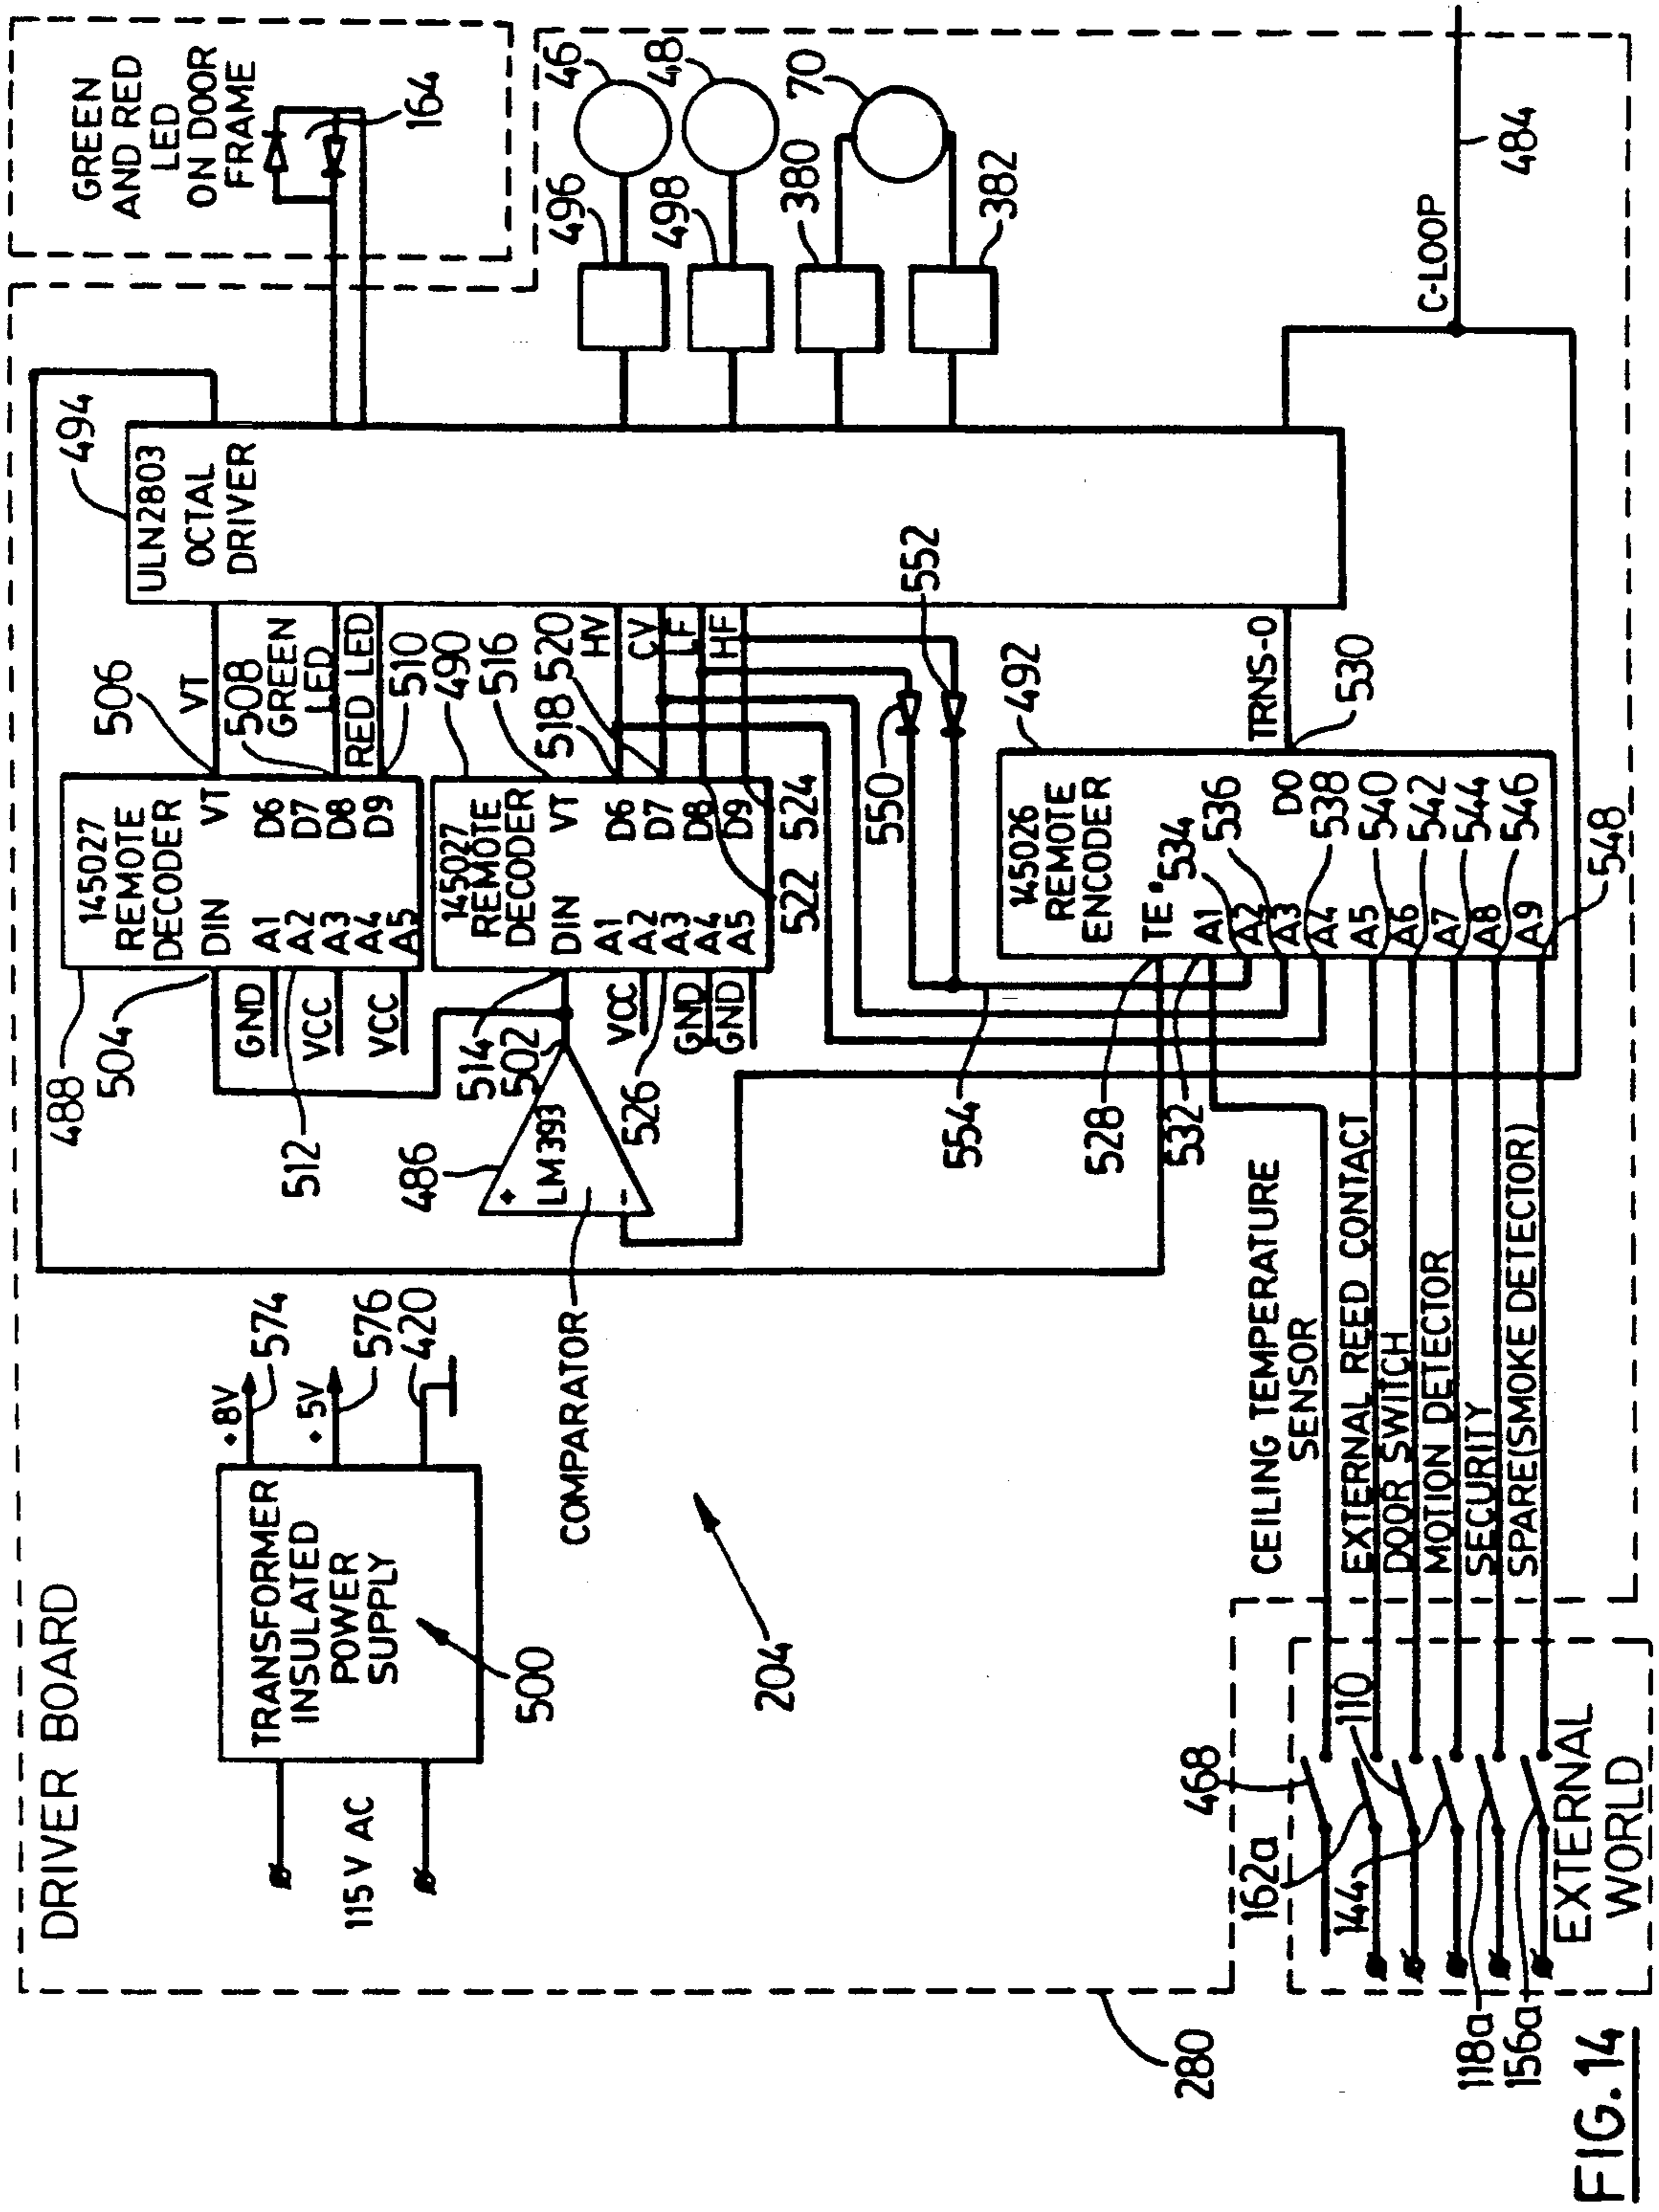 DRIVER BOARD
TRANSFORMER
INSULATED
POWER
SUPPLY
500
115V AC
+8V
574
+5V
576
420
204
280
COMPARATOR
486
LM393
+
-
502
488
504
145027
REMOTE
DECODER
DIN
VT
A1
A2
A3
A4
A5
D6
D7
D8
D9
GND
VCC
VCC
512
506
VT
508
GREEN
LED
RED LED
510
490
145027
REMOTE
DECODER
DIN
VT
A1
A2
A3
A4
A5
D6
D7
D8
D9
514
VCC
GND
GND
526
516
518
520
522
524
HV
CV
LF
HF
494
ULN2803
OCTAL
DRIVER
GREEN
AND RED
LED
ON DOOR
FRAME
164
496
46
498
48
380
70
382
550
552
554
492
145026
REMOTE
ENCODER
TE'
A1
A2
A3
A4
A5
A6
A7
A8
A9
DO
528
532
534
536
538
540
542
544
546
548
TRNS-0
530
C-LOOP
484
CEILING TEMPERATURE
SENSOR
EXTERNAL REED CONTACT
DOOR SWITCH
MOTION DETECTOR
SECURITY
SPARE(SMOKE DETECTOR)
468
162a
110
144
118a
156a
EXTERNAL
WORLD
FIG.14